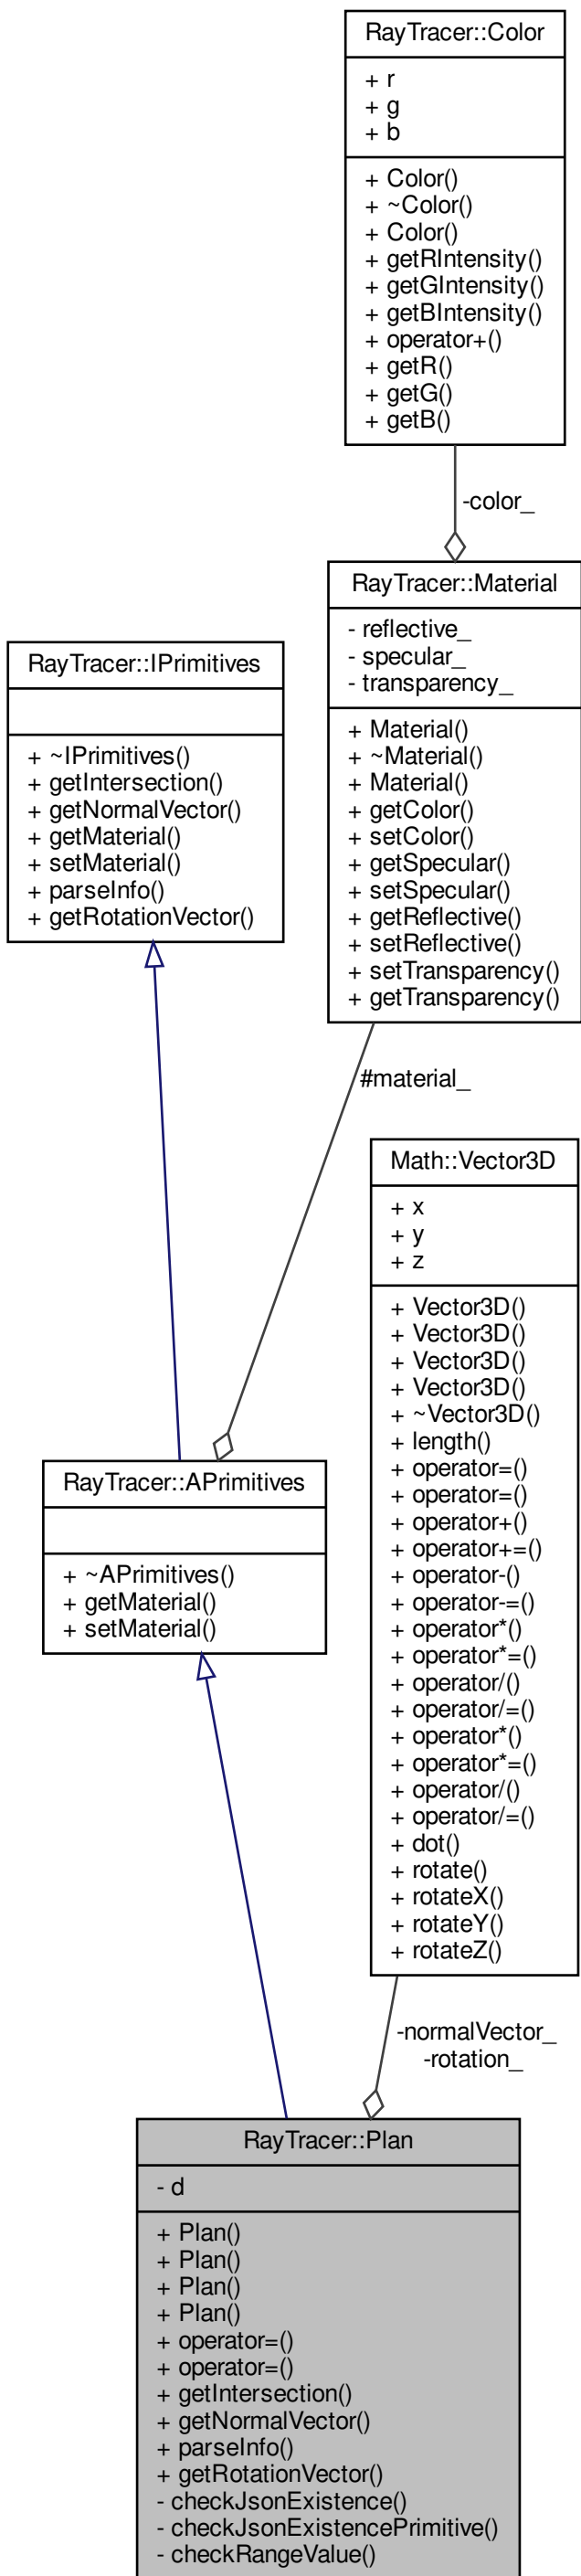 RayTracer::Color
+ r
+ g
+ b
+ Color()
+ ~Color()
+ Color()
+ getRIntensity()
+ getGIntensity()
+ getBIntensity()
+ operator+()
+ getR()
+ getG()
+ getB()
-color_
RayTracer::Material
- reflective_
- specular_
- transparency_
+ Material()
+ ~Material()
+ Material()
+ getColor()
+ setColor()
+ getSpecular()
+ setSpecular()
+ getReflective()
+ setReflective()
+ setTransparency()
+ getTransparency()
RayTracer::IPrimitives
+ ~IPrimitives()
+ getIntersection()
+ getNormalVector()
+ getMaterial()
+ setMaterial()
+ parseInfo()
+ getRotationVector()
#material_
Math::Vector3D
+ x
+ y
+ z
+ Vector3D()
+ Vector3D()
+ Vector3D()
+ Vector3D()
+ ~Vector3D()
+ length()
+ operator=()
+ operator=()
+ operator+()
+ operator+=()
+ operator-()
+ operator-=()
+ operator*()
+ operator*=()
+ operator/()
+ operator/=()
+ operator*()
+ operator*=()
+ operator/()
+ operator/=()
+ dot()
+ rotate()
+ rotateX()
+ rotateY()
+ rotateZ()
RayTracer::APrimitives
+ ~APrimitives()
+ getMaterial()
+ setMaterial()
-normalVector_
-rotation_
RayTracer::Plan
- d
+ Plan()
+ Plan()
+ Plan()
+ Plan()
+ operator=()
+ operator=()
+ getIntersection()
+ getNormalVector()
+ parseInfo()
+ getRotationVector()
- checkJsonExistence()
- checkJsonExistencePrimitive()
- checkRangeValue()